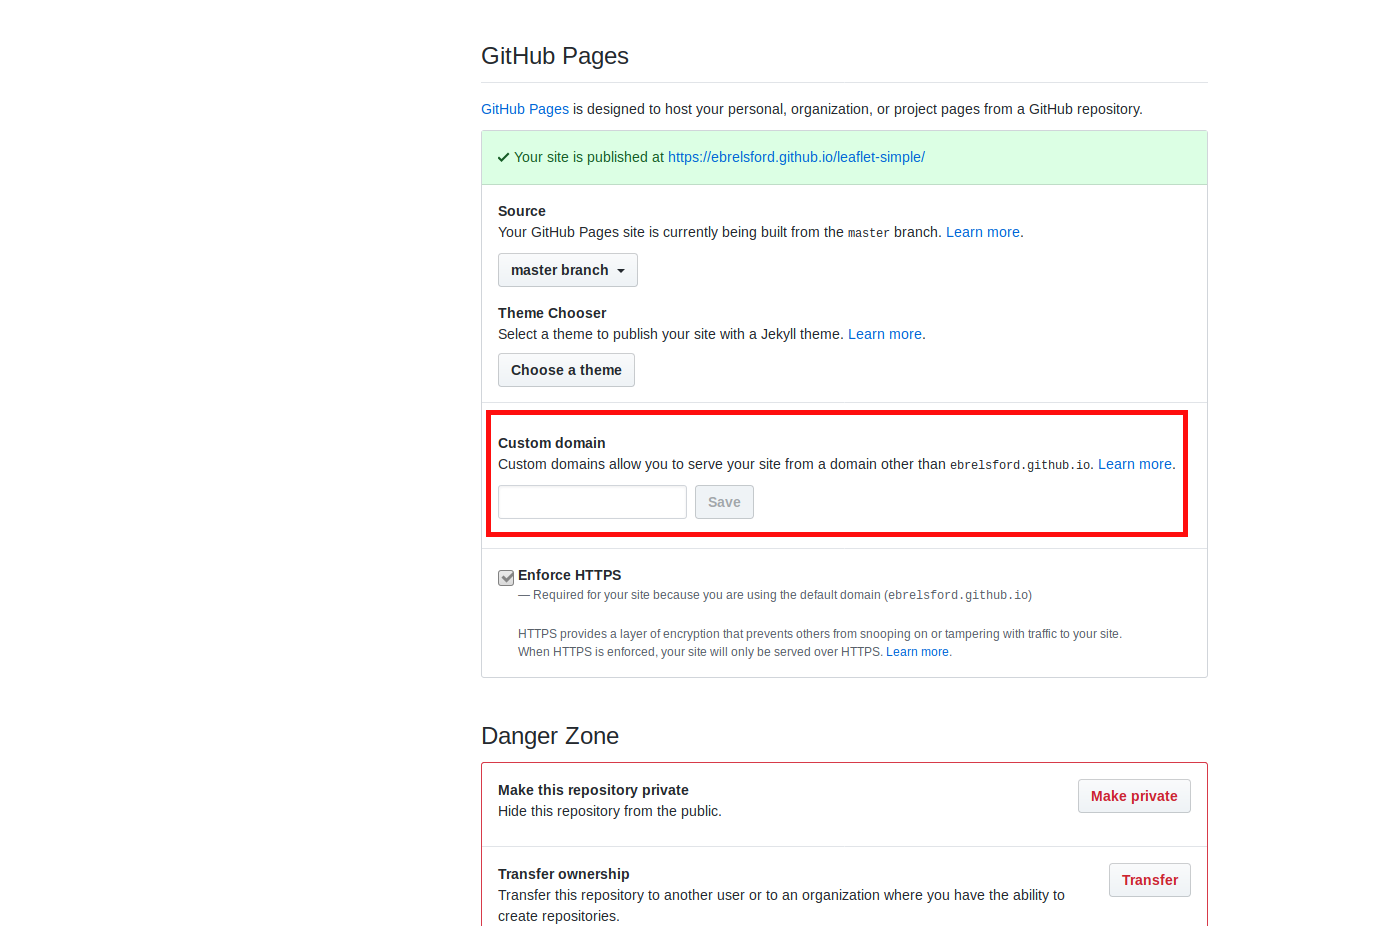 GitHub Pages
GitHub Pages is designed to host your personal, organization, or project pages from a GitHub repository.
Your site is published at https://ebrelsford.github.io/leaflet-simple/
Source
Your GitHub Pages site is currently being built from the master branch. Learn more.
master branch
Theme Chooser
Select a theme to publish your site with a Jekyll theme. Learn more.
Choose a theme
Custom domain
Custom domains allow you to serve your site from a domain other than ebrelsford.github.io. Learn more.
Save
Enforce HTTPS
— Required for your site because you are using the default domain (ebrelsford.github.io)
HTTPS provides a layer of encryption that prevents others from snooping on or tampering with traffic to your site.
When HTTPS is enforced, your site will only be served over HTTPS. Learn more.
Danger Zone
Make this repository private
Hide this repository from the public.
Make private
Transfer ownership
Transfer this repository to another user or to an organization where you have the ability to
create repositories.
Transfer